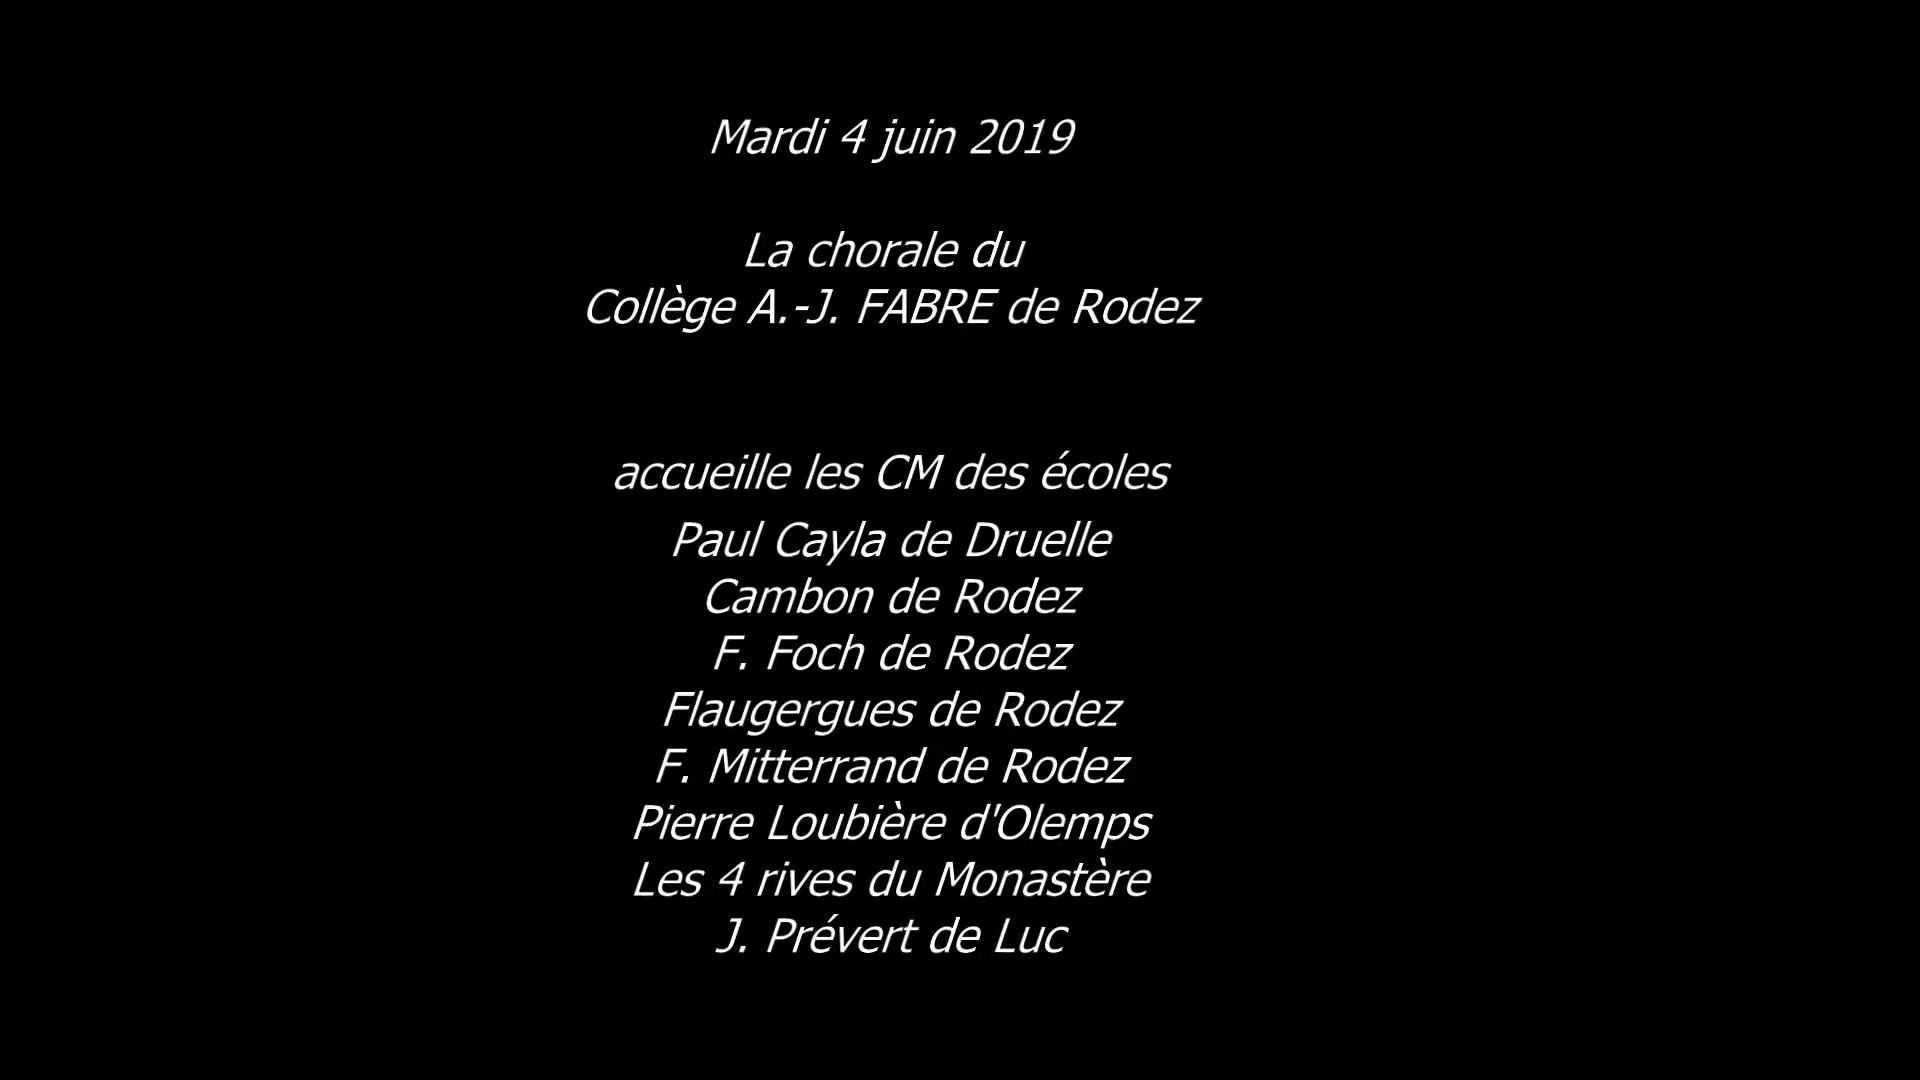 Mardi 4 juin 2019
La chorale du
Collège A.-J. FABRE de Rodez
accueille les CM des écoles
Paul Cayla de Druelle
Cambon de Rodez
F. Foch de Rodez
Flaugergues de Rodez
F. Mitterrand de Rodez
Pierre Loubière d'Olemps
Les 4 rives du Monastère
J. Prévert de Luc